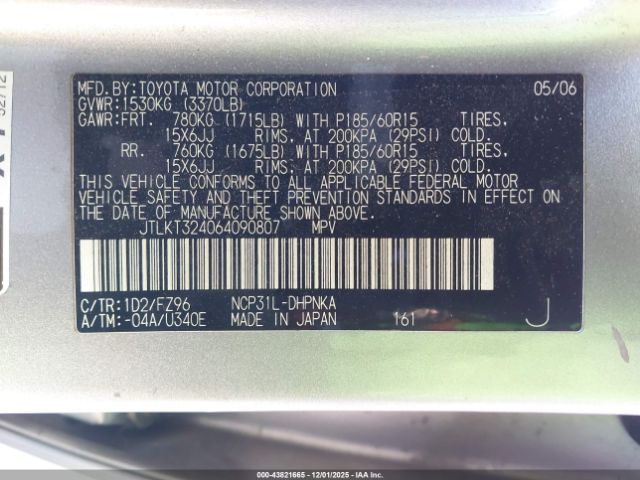 MFD.BY:TOYOTA MOTOR CORPORATION 05/06
GVWR:1530KG (3370LB)
GAWR:FRT. 780KG (1715LB) WITH P185/60R15 TIRES,
15X6JJ RIMS, AT 200KPA (29PSI) COLD.
RR. 760KG (1675LB) WITH P185/60R15 TIRES,
15X6JJ RIMS, AT 200KPA (29PSI) COLD.
THIS VEHICLE CONFORMS TO ALL APPLICABLE FEDERAL MOTOR
VEHICLE SAFETY AND THEFT PREVENTION STANDARDS IN EFFECT ON
THE DATE OF MANUFACTURE SHOWN ABOVE.
JTLKT324064090807 MPV
C/TR:1D2/FZ96 NCP31L-DHPNKA
A/TM:-04A/U340E MADE IN JAPAN 161 J
000-43821665 • 12/01/2025 - IAAI.COM